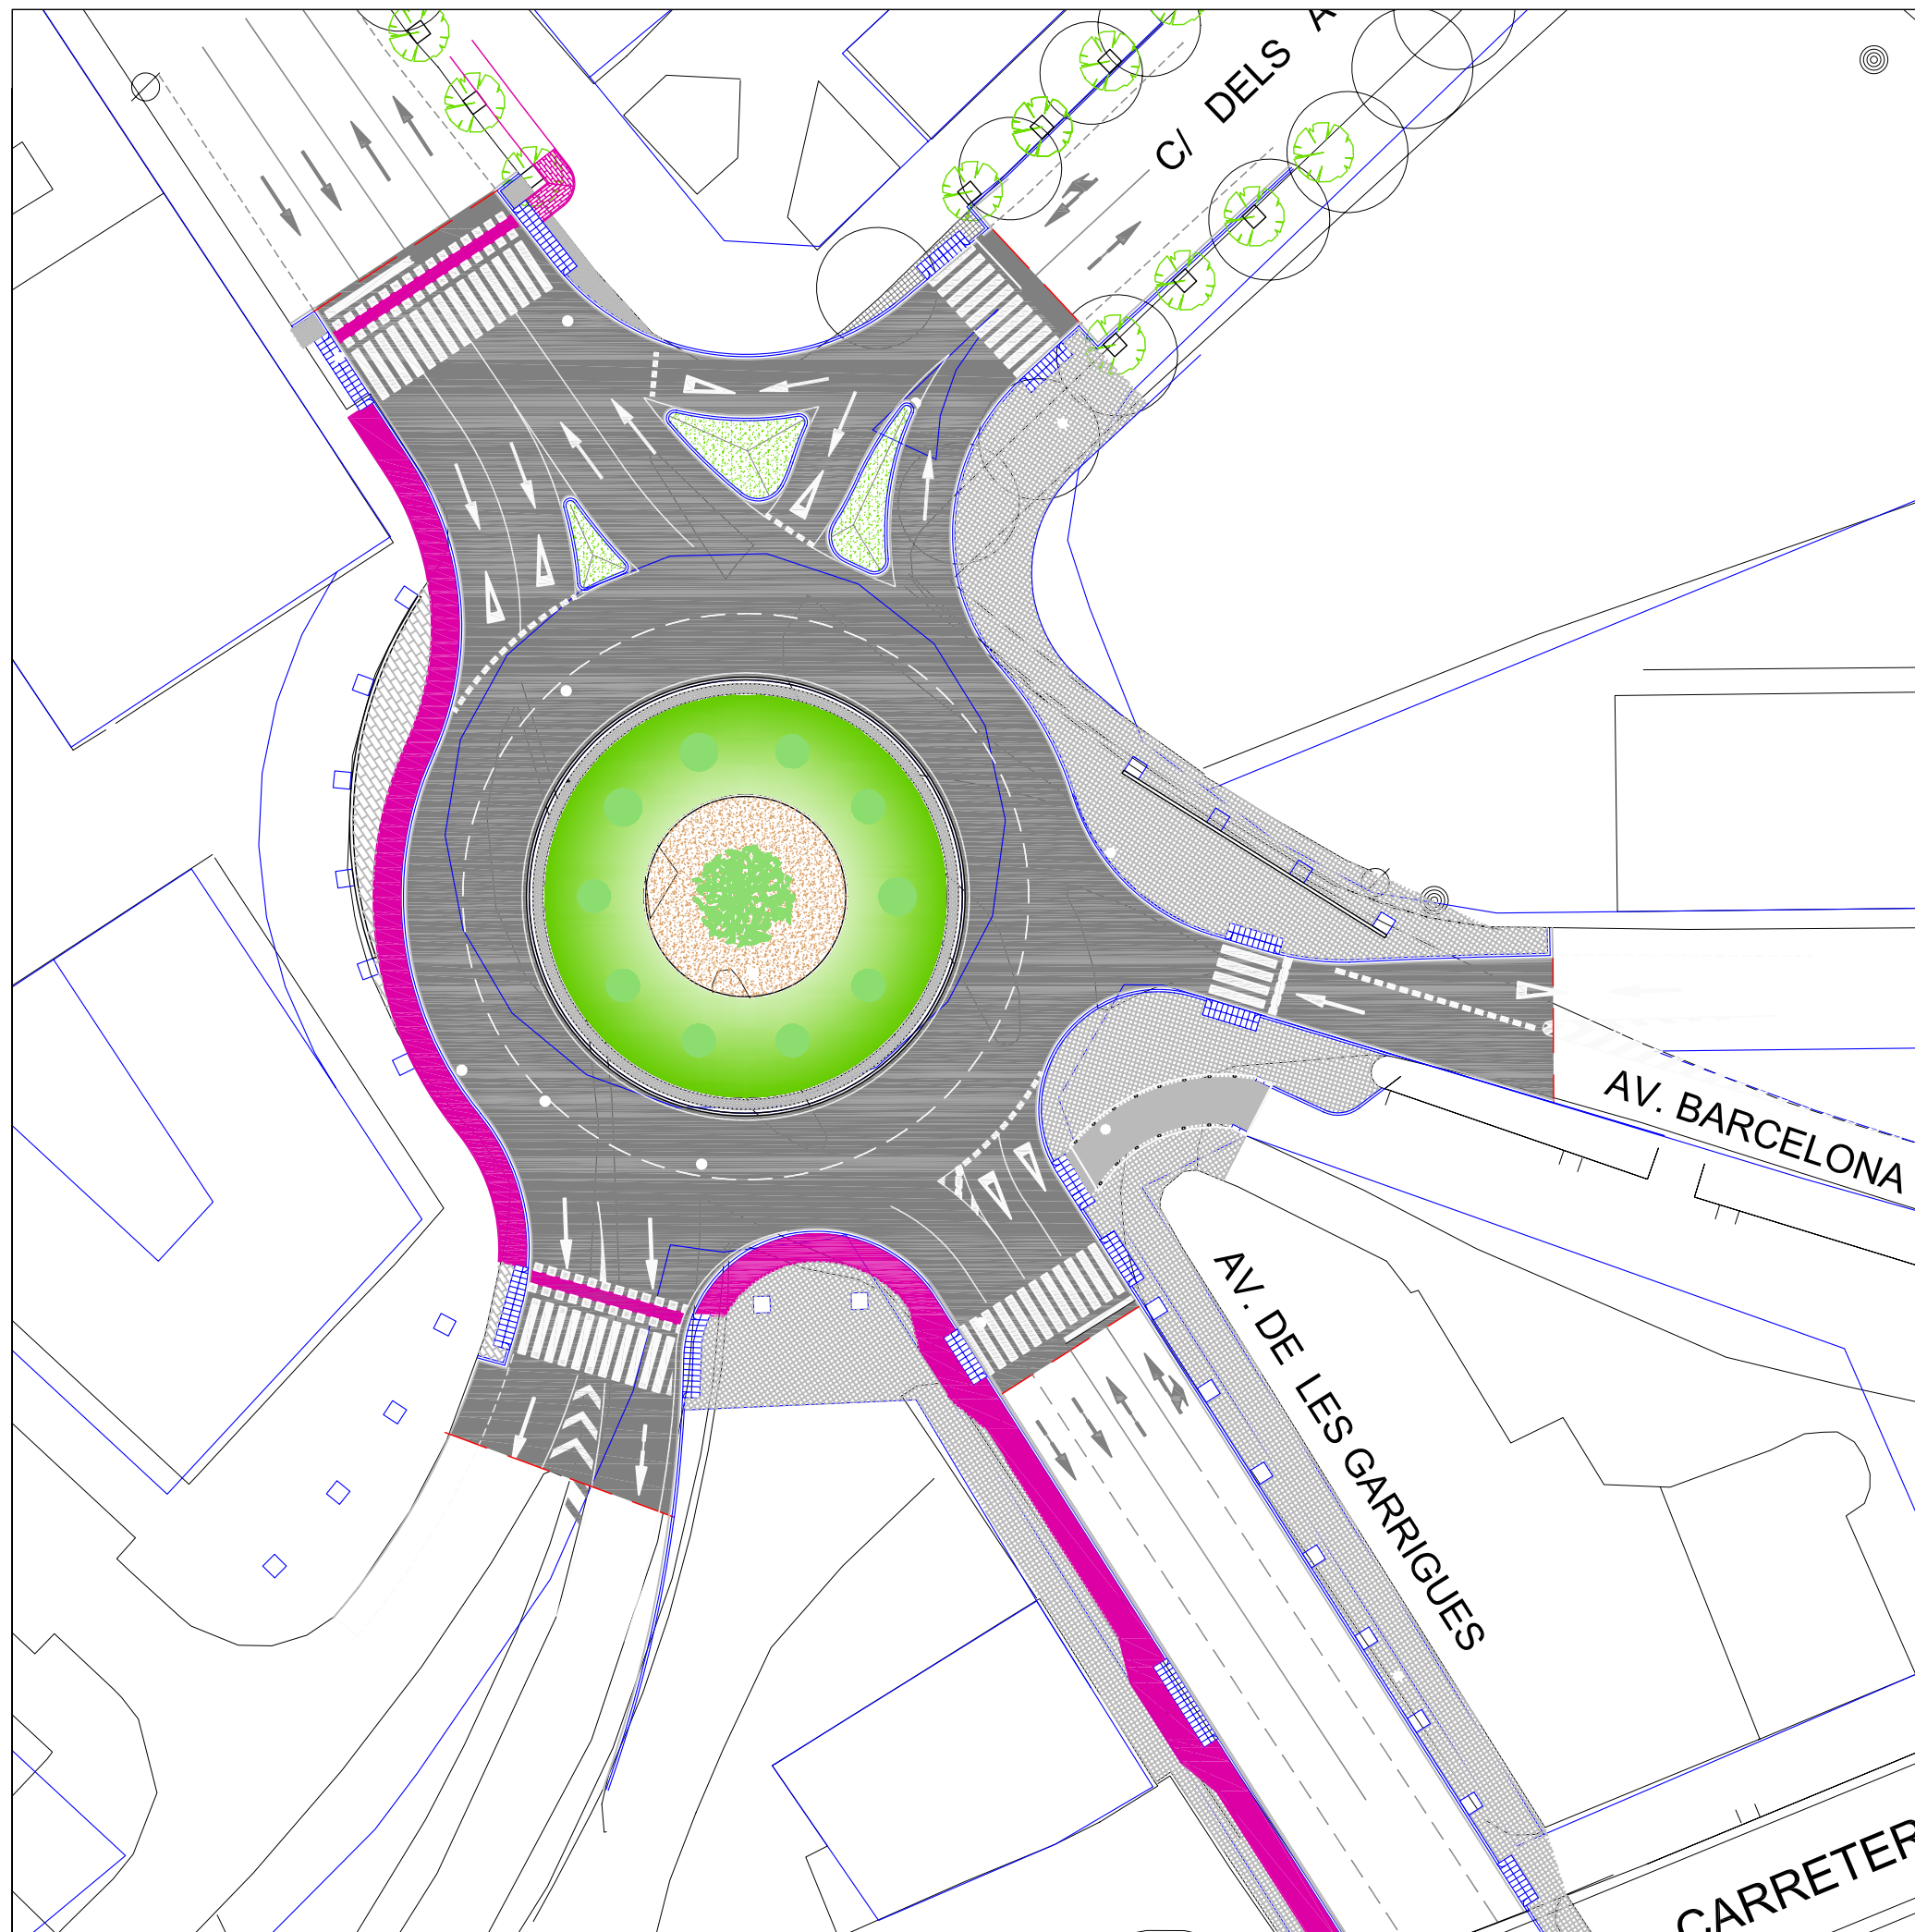 C/ DELS A
AV. BARCELONA
AV. DE LES GARRIGUES
CARRETER